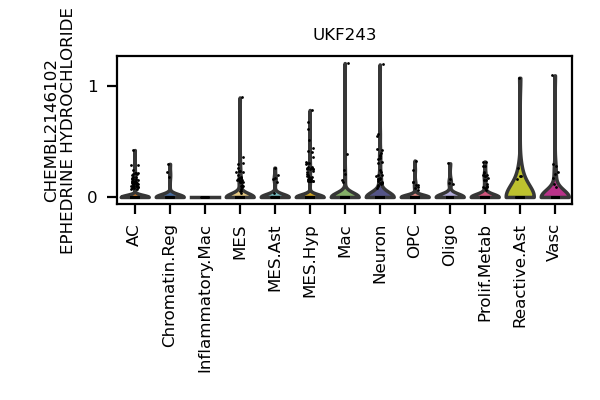 UKF243
CHEMBL2146102
EPHEDRINE HYDROCHLORIDE
1
0
AC
Chromatin.Reg
Inflammatory.Mac
MES
MES.Ast
MES.Hyp
Mac
Neuron
OPC
Oligo
Prolif.Metab
Reactive.Ast
Vasc